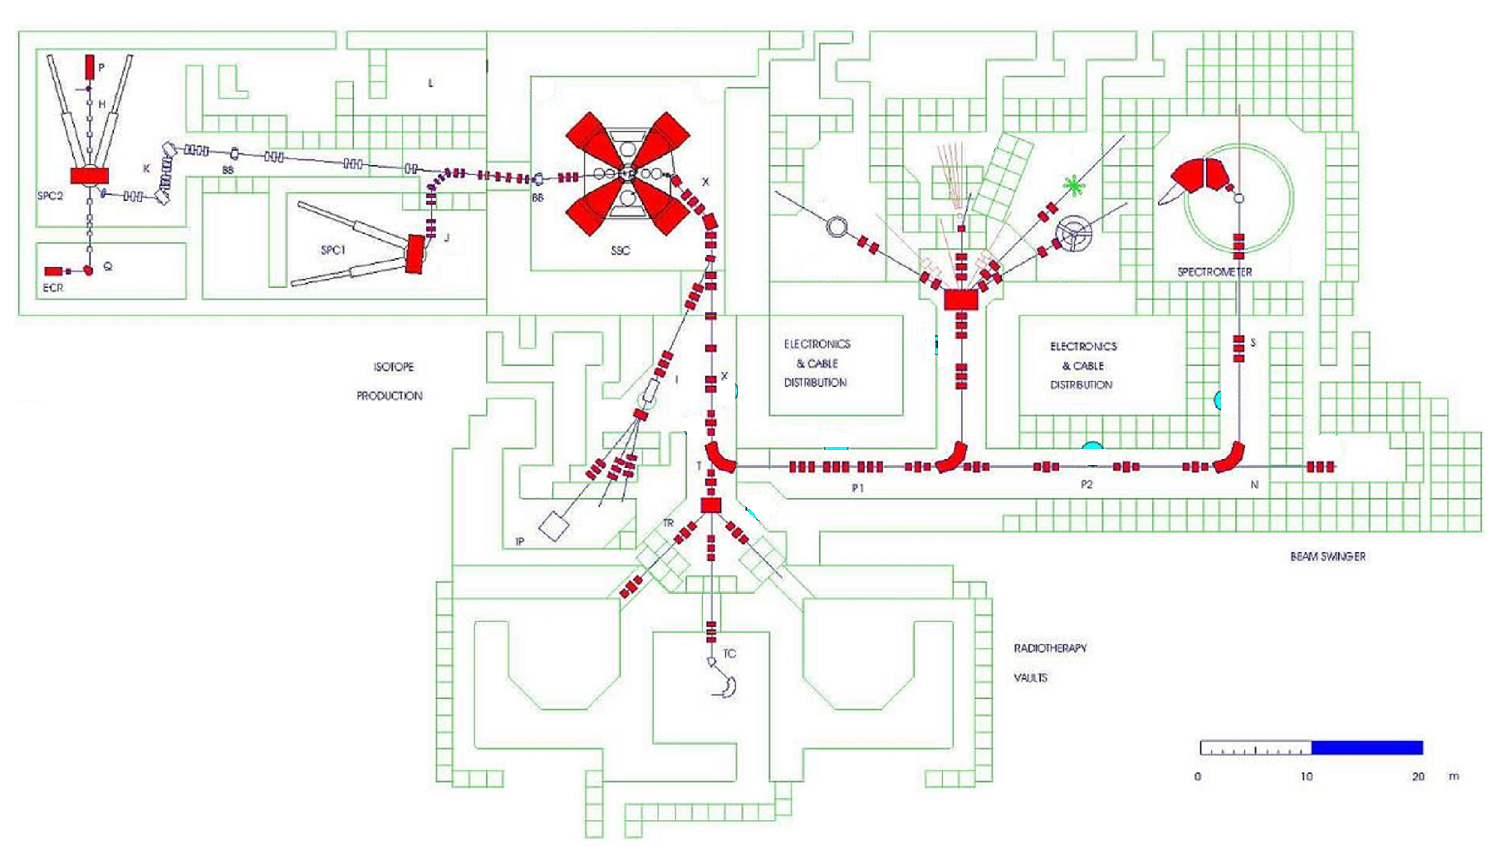 P
L
H
K
BB
X
SPC2
BB
J
SPC1
SSC
Q
ECR
SPECTROMETER
ELECTRONICS
& CABLE
DISTRIBUTION
ELECTRONICS
& CABLE
DISTRIBUTION
S
ISOTOPE
PRODUCTION
I
X
T
P1
P2
N
TR
IP
BEAM SWINGER
TC
RADIOTHERAPY
VAULTS
0 10 20 m